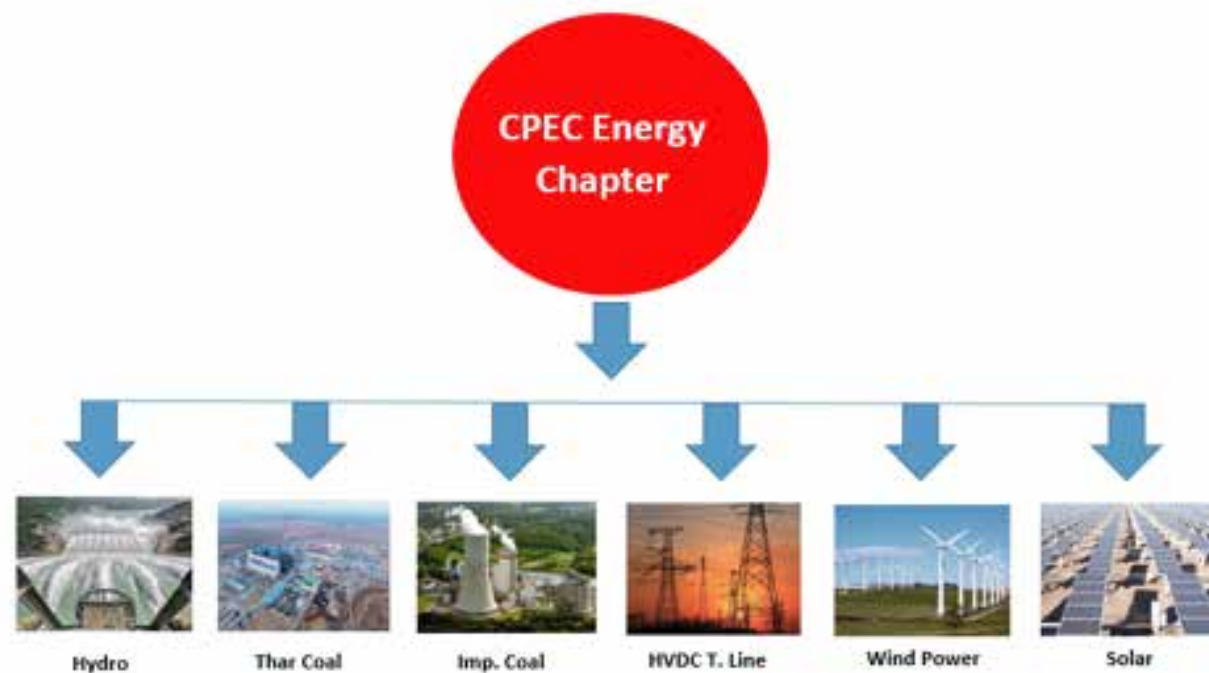 CPEC Energy
Chapter
Hydro
Thar Coal
Imp. Coal
HVDC T. Line
Wind Power
Solar